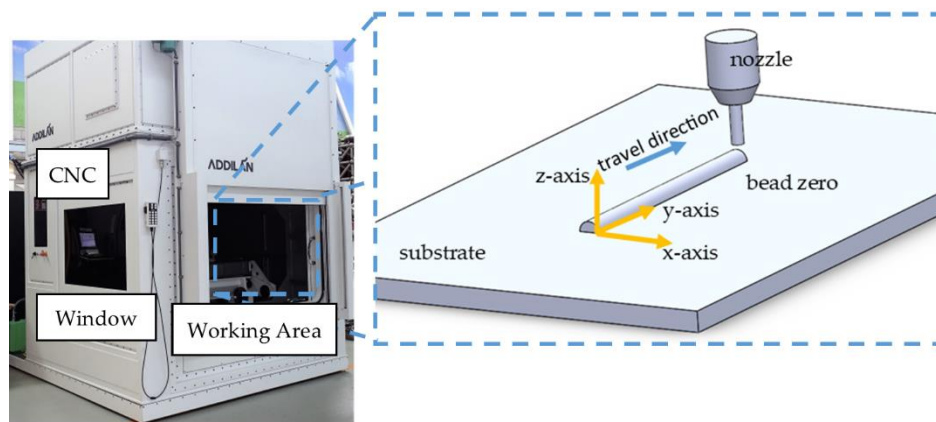 ADDILAN
ADDILAN
CNC
Window
Working Area
nozzle
travel direction
z-axis
bead zero
y-axis
x-axis
substrate